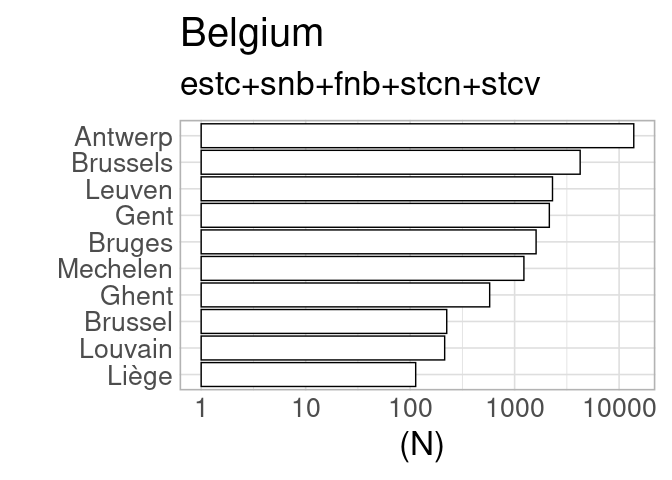 Belgium
estc+snb+fnb+stcn+stcv
Antwerp
Brussels
Leuven
Gent
Bruges
Mechelen
Ghent
Brussel
Louvain
Liège
1 10 100 1000 10000
(N)